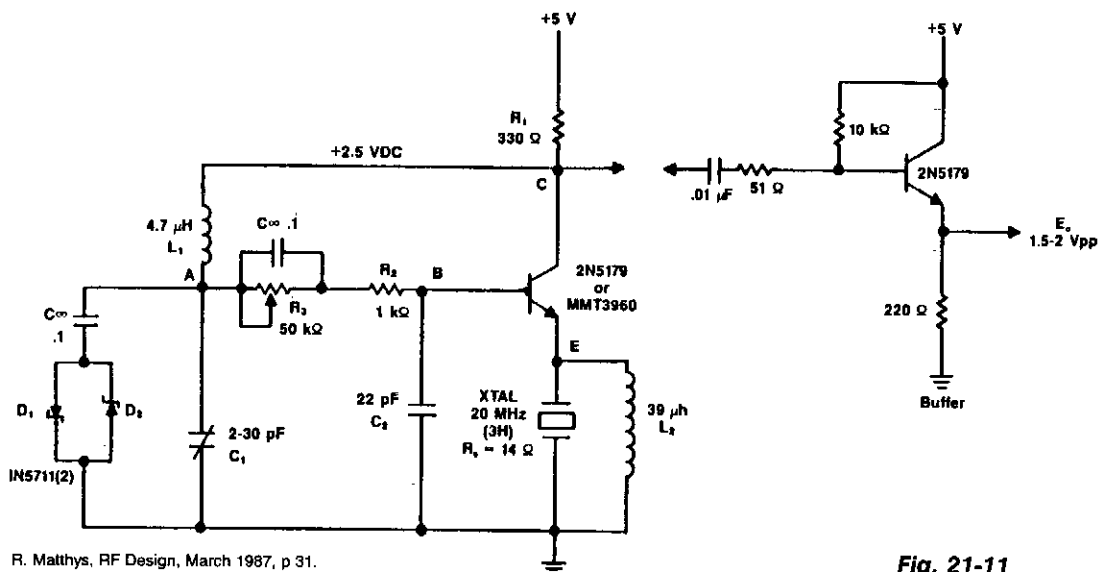 +5 V
+5 V
R₁
330 Ω
10 kΩ
+2.5 VDC
C
2N5179
.01 μF
51 Ω
4.7 μH
L₁
C∞ .1
E₀
1.5-2 Vpp
A
R₂
B
2N5179
or
MMT3960
C∞
.1
R₃
50 kΩ
1 kΩ
220 Ω
E
D₁
D₂
22 pF
C₂
XTAL
20 MHz
(3H)
Rₛ = 14 Ω
39 μh
L₂
Buffer
2-30 pF
C₁
IN5711(2)
R. Matthys, RF Design, March 1987, p 31.
Fig. 21-11